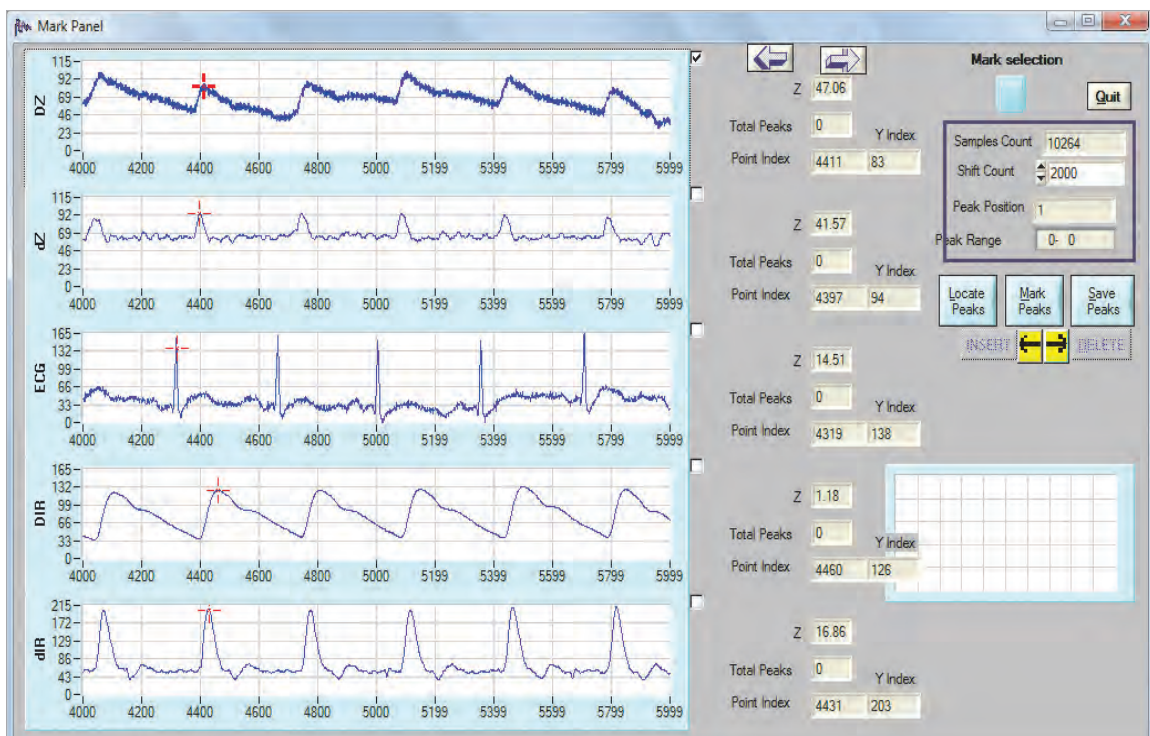 Mark Panel
DZ
115
92
69
46
23
0
4000 4200 4400 4600 4800 5000 5199 5399 5599 5799 5999
Z 47.06
Total Peaks 0
Y Index
Point Index 4411 83
dZ
115
92
69
46
23
0
4000 4200 4400 4600 4800 5000 5199 5399 5599 5799 5999
Z 41.57
Total Peaks 0
Y Index
Point Index 4397 94
ECG
165
132
99
66
33
0
4000 4200 4400 4600 4800 5000 5199 5399 5599 5799 5999
Z 14.51
Total Peaks 0
Y Index
Point Index 4319 138
DIR
165
132
99
66
33
0
4000 4200 4400 4600 4800 5000 5199 5399 5599 5799 5999
Z 1.18
Total Peaks 0
Y Index
Point Index 4460 126
dIR
215
172
129
86
43
0
4000 4200 4400 4600 4800 5000 5199 5399 5599 5799 5999
Z 16.86
Total Peaks 0
Y Index
Point Index 4431 203
Mark selection
Quit
Samples Count 10264
Shift Count 2000
Peak Position 1
Peak Range 0- 0
Locate Peaks
Mark Peaks
Save Peaks
INSERT DELETE